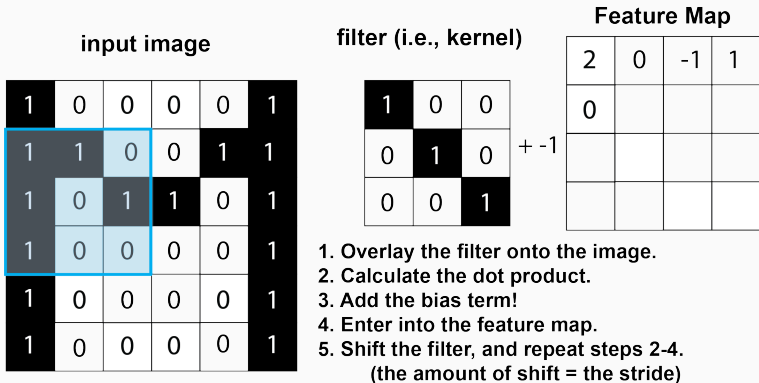 input image
filter (i.e., kernel)
Feature Map
1 0 0 0 0 1
1 1 0 0 1 1
1 0 1 1 0 1
1 0 0 0 0 1
1 0 0 0 0 1
1 0 0 0 0 1
1 0 0
0 1 0
0 0 1
+ -1
2 0 -1 1
0
1. Overlay the filter onto the image.
2. Calculate the dot product.
3. Add the bias term!
4. Enter into the feature map.
5. Shift the filter, and repeat steps 2-4.
(the amount of shift = the stride)